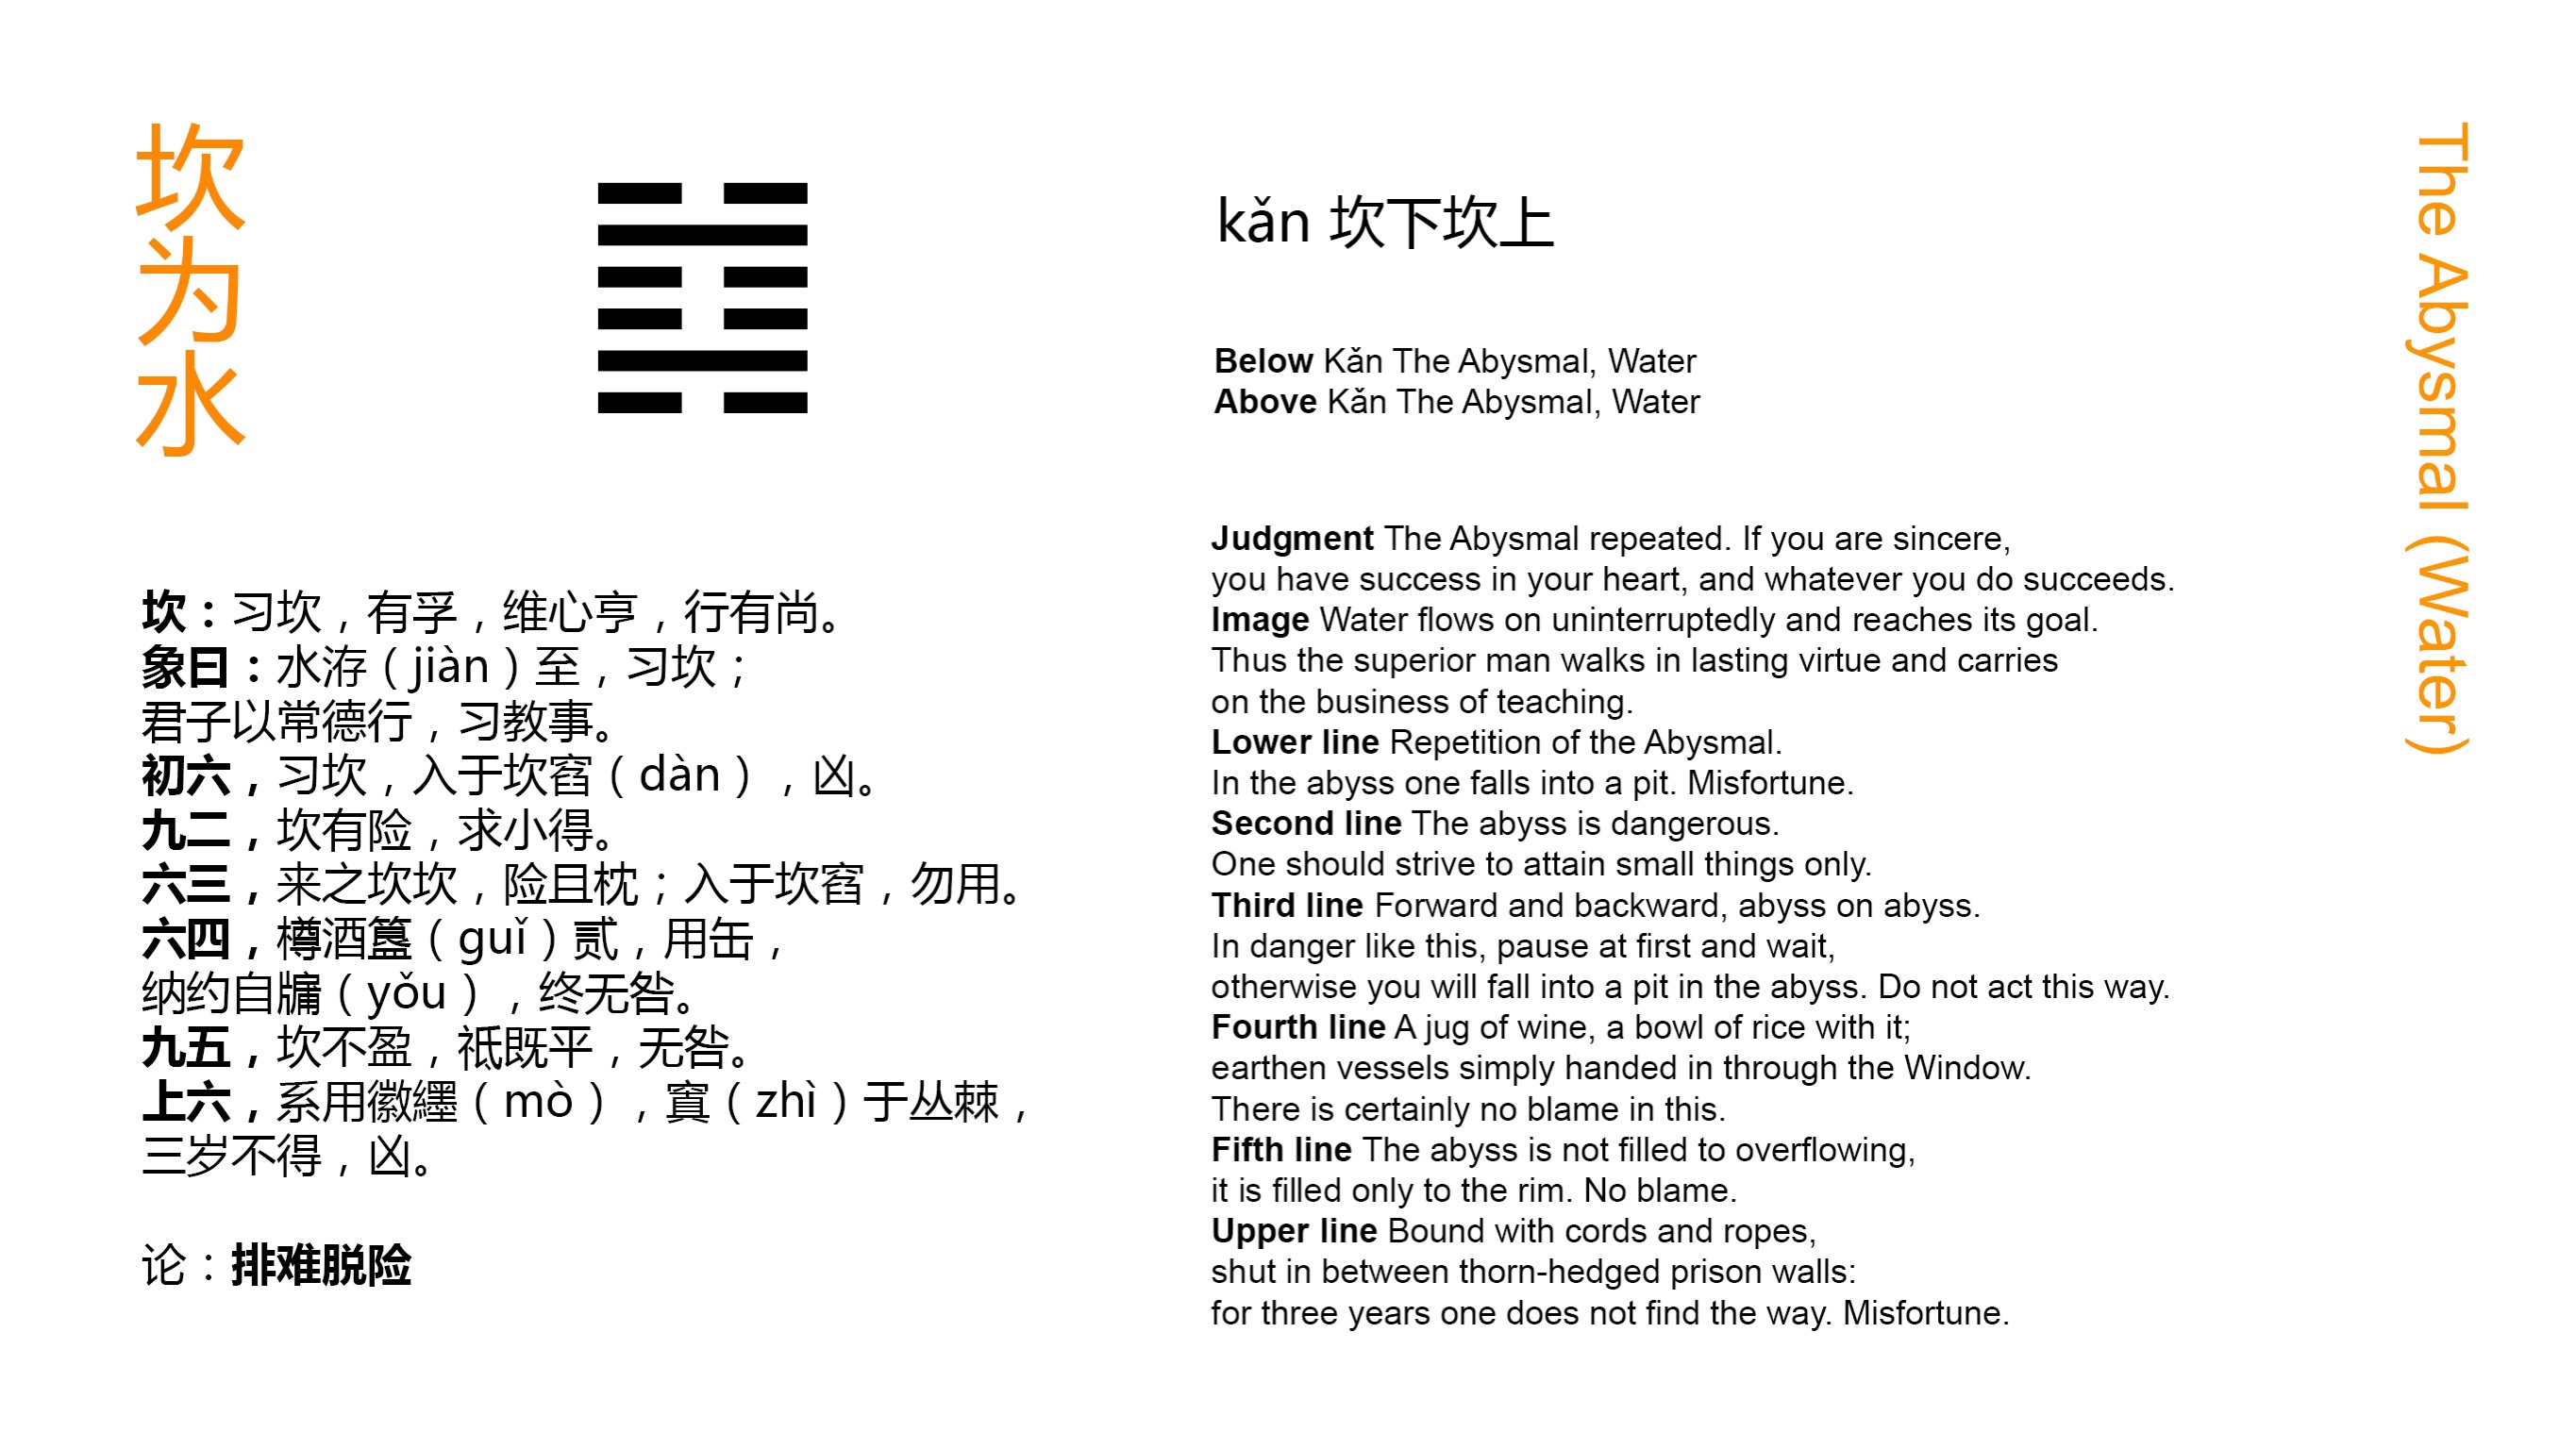 坎为水
坎：习坎，有孚，维心亨，行有尚。
象曰：水洊（jiàn）至，习坎；
君子以常德行，习教事。
初六，习坎，入于坎窞（dàn），凶。
九二，坎有险，求小得。
六三，来之坎坎，险且枕；入于坎窞，勿用。
六四，樽酒簋（guǐ）贰，用缶，
纳约自牖（yǒu），终无咎。
九五，坎不盈，祗既平，无咎。
上六，系用徽纆（mò），寘（zhì）于丛棘，
三岁不得，凶。
论：排难脱险
kǎn 坎下坎上
Below Kǎn The Abysmal, Water
Above Kǎn The Abysmal, Water
Judgment The Abysmal repeated. If you are sincere,
you have success in your heart, and whatever you do succeeds.
Image Water flows on uninterruptedly and reaches its goal.
Thus the superior man walks in lasting virtue and carries
on the business of teaching.
Lower line Repetition of the Abysmal.
In the abyss one falls into a pit. Misfortune.
Second line The abyss is dangerous.
One should strive to attain small things only.
Third line Forward and backward, abyss on abyss.
In danger like this, pause at first and wait,
otherwise you will fall into a pit in the abyss. Do not act this way.
Fourth line A jug of wine, a bowl of rice with it;
earthen vessels simply handed in through the Window.
There is certainly no blame in this.
Fifth line The abyss is not filled to overflowing,
it is filled only to the rim. No blame.
Upper line Bound with cords and ropes,
shut in between thorn-hedged prison walls:
for three years one does not find the way. Misfortune.
The Abysmal (Water)